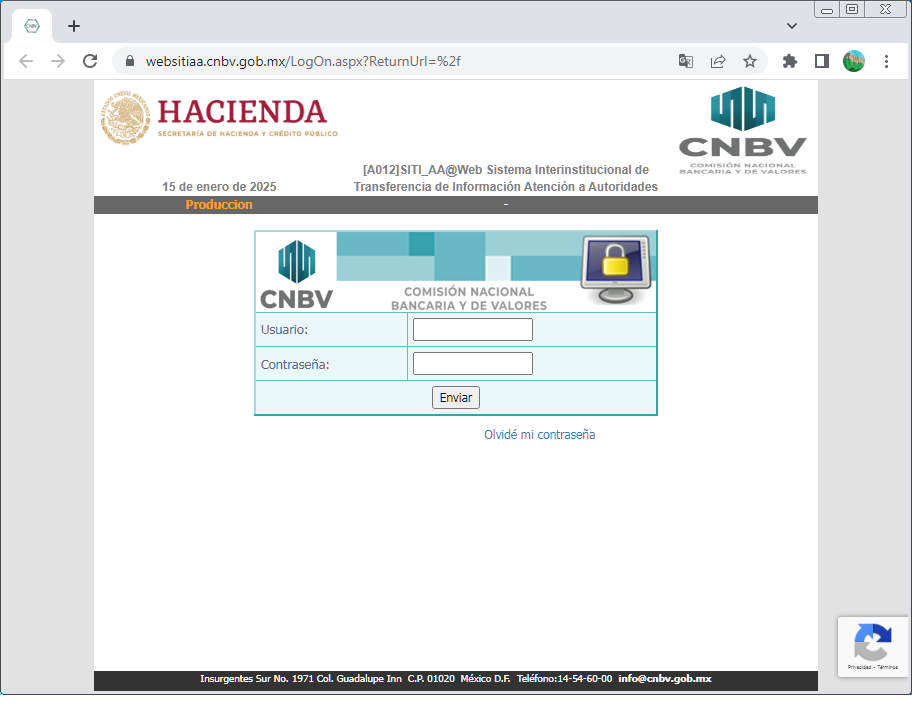 CNBV
websitiaa.cnbv.gob.mx/LogOn.aspx?ReturnUrl=%2f
HACIENDA
SECRETARÍA DE HACIENDA Y CRÉDITO PÚBLICO
CNBV
COMISIÓN NACIONAL
BANCARIA Y DE VALORES
[A012]SITI_AA@Web Sistema Interinstitucional de
15 de enero de 2025
Transferencia de Información Atención a Autoridades
Produccion
-
CNBV
COMISIÓN NACIONAL
BANCARIA Y DE VALORES
Usuario:
Contraseña:
Enviar
Olvidé mi contraseña
Privacidad - Términos
Insurgentes Sur No. 1971 Col. Guadalupe Inn C.P. 01020 México D.F. Teléfono:14-54-60-00 info@cnbv.gob.mx